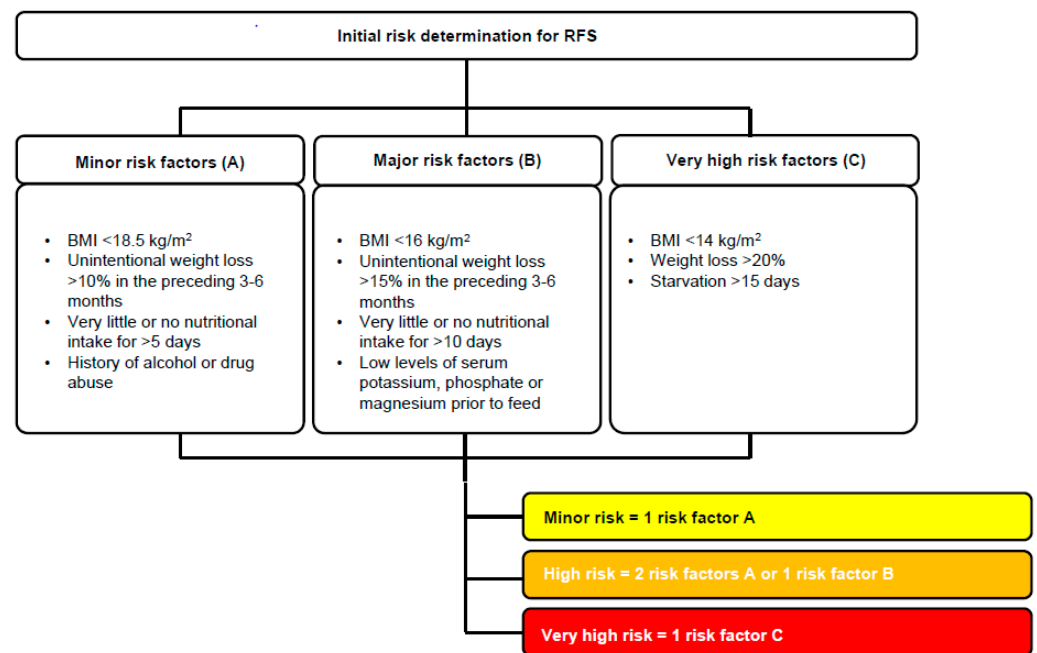 Initial risk determination for RFS
Minor risk factors (A)
• BMI <18.5 kg/m²
• Unintentional weight loss
>10% in the preceding 3-6
months
• Very little or no nutritional
intake for >5 days
• History of alcohol or drug
abuse
Major risk factors (B)
• BMI <16 kg/m²
• Unintentional weight loss
>15% in the preceding 3-6
months
• Very little or no nutritional
intake for >10 days
• Low levels of serum
potassium, phosphate or
magnesium prior to feed
Very high risk factors (C)
• BMI <14 kg/m²
• Weight loss >20%
• Starvation >15 days
Minor risk = 1 risk factor A
High risk = 2 risk factors A or 1 risk factor B
Very high risk = 1 risk factor C